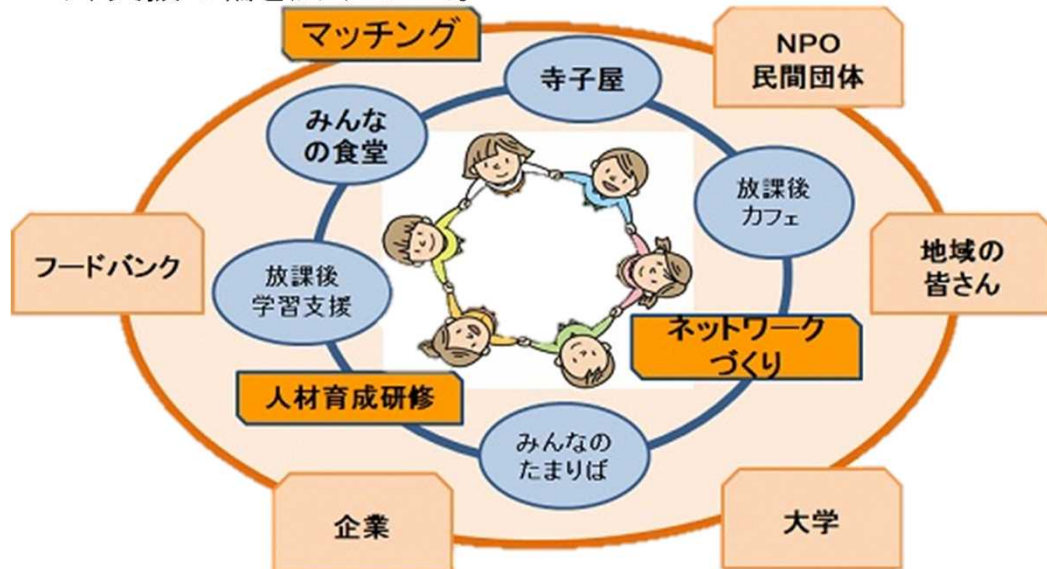 マッチング
NPO
民間団体
寺子屋
みんな
の食堂
放課後
カフェ
フードバンク
地域の
皆さん
放課後
学習支援
ネットワーク
づくり
人材育成研修
みんなの
たまりば
企業
大学